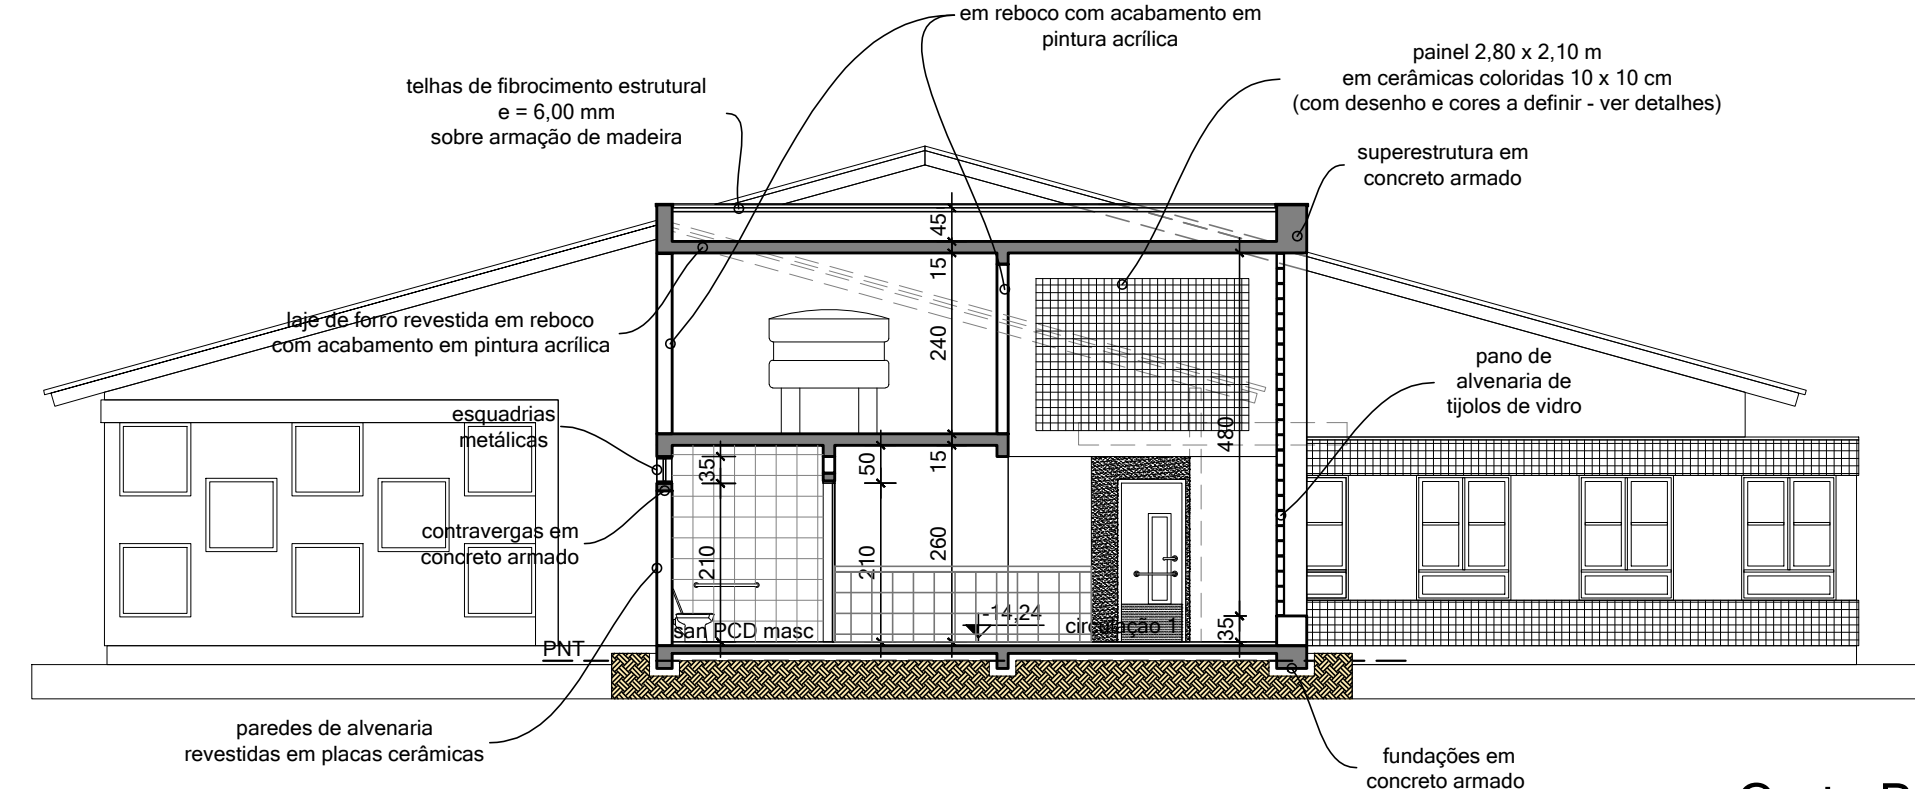 em reboco com acabamento em
pintura acrílica
painel 2,80 x 2,10 m
em cerâmicas coloridas 10 x 10 cm
(com desenho e cores a definir - ver detalhes)
telhas de fibrocimento estrutural
e = 6,00 mm
sobre armação de madeira
superestrutura em
concreto armado
45
15
laje de forro revestida em reboco
com acabamento em pintura acrílica
240
pano de
alvenaria de
tijolos de vidro
esquadrias
metálicas
480
35
50
15
contravergas em
concreto armado
210
210
260
-14,24
san PCD masc
circulação 1
35
PNT
paredes de alvenaria
revestidas em placas cerâmicas
fundações em
concreto armado